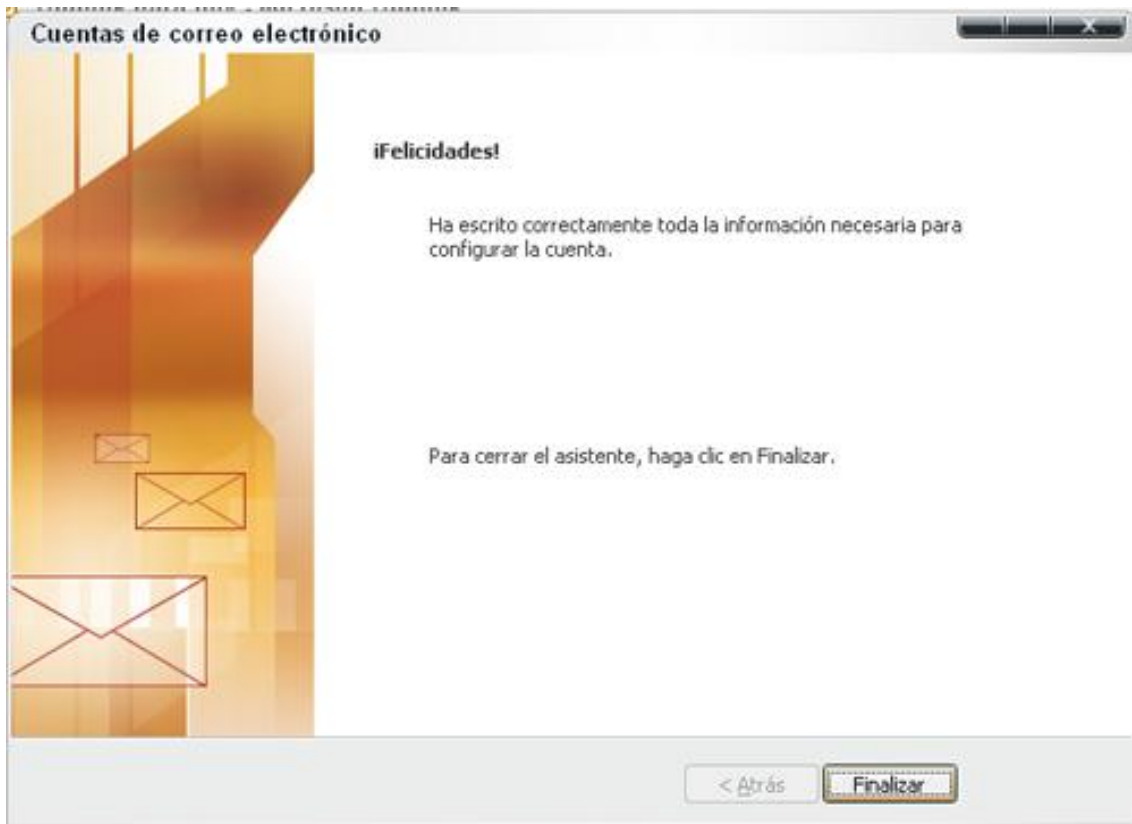 Cuentas de correo electrónico
¡Felicidades!
Ha escrito correctamente toda la información necesaria para
configurar la cuenta.
Para cerrar el asistente, haga clic en Finalizar.
< Atrás
Finalizar